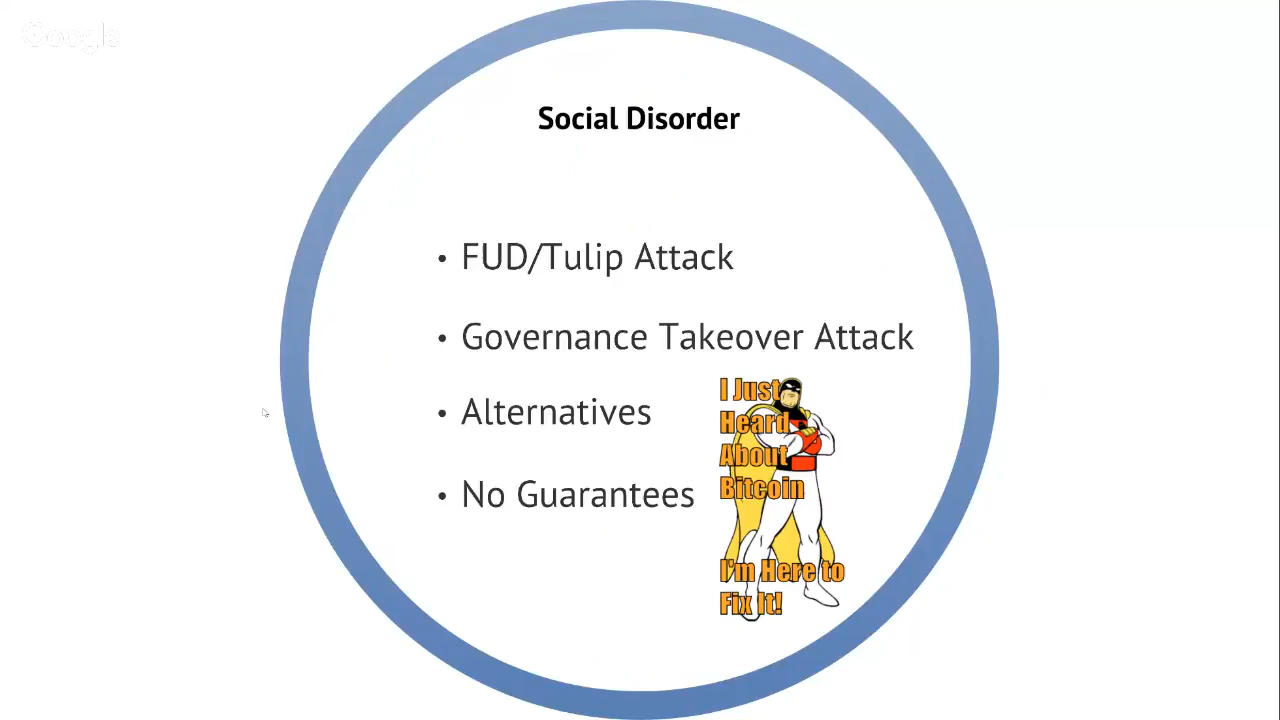 Google
Social Disorder
• FUD/Tulip Attack
• Governance Takeover Attack
• Alternatives
• No Guarantees
I Just
Heard
About
Bitcoin
I'm Here to
Fix It!